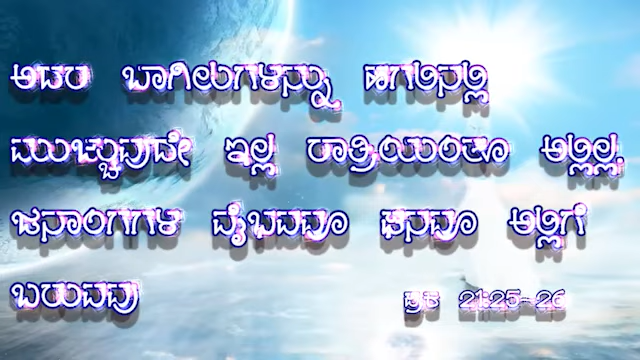 ಅದರ ಬಾಗಿಲುಗಳನ್ನು ಹಗಲಿನಲ್ಲಿ
ಮುಚ್ಚುವುದೇ ಇಲ್ಲ ರಾತ್ರಿಯಂತೂ ಅಲ್ಲಿಲ್ಲ.
ಜನಾಂಗಗಳ ವೈಭವವೂ ಘನವೂ ಅಲ್ಲಿಗೆ
ಬರುವವು
ಪ್ರಕ 21:25-26